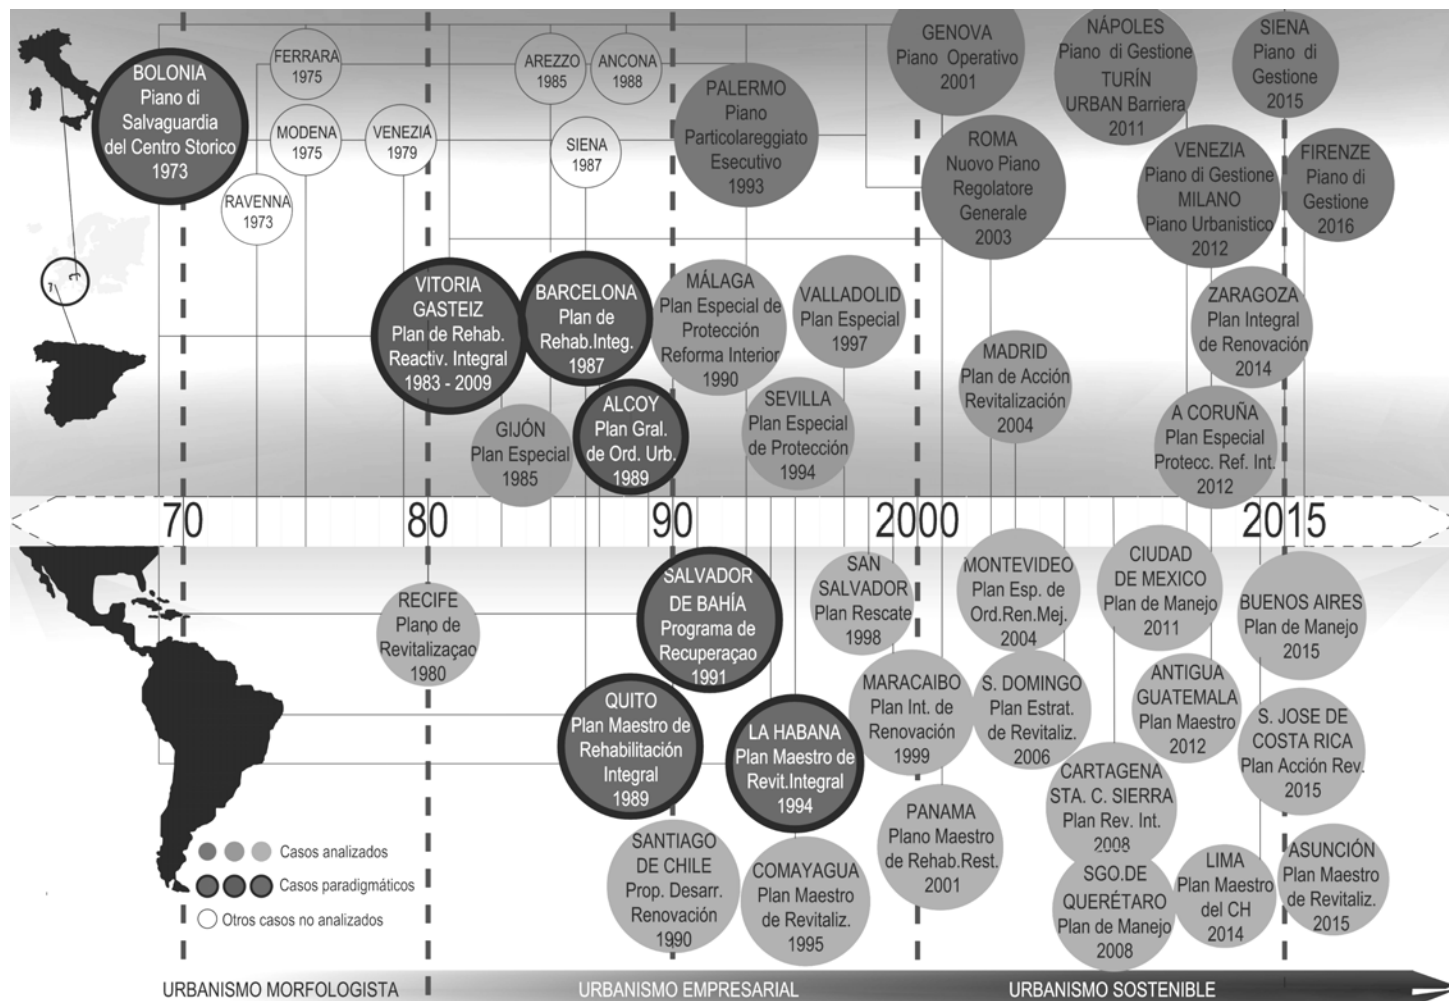 BOLONIA
Piano di
Salvaguardia
del Centro Storico
1973
FERRARA
1975
MODENA
1975
RAVENNA
1973
VENEZIA
1979
AREZZO
1985
ANCONA
1988
SIENA
1987
PALERMO
Piano
Particolareggiato
Esecutivo
1993
GENOVA
Piano Operativo
2001
ROMA
Nuovo Piano
Regolatore
Generale
2003
NÁPOLES
Piano di Gestione
TURÍN
URBAN Barriera
2011
VENEZIA
Piano di Gestione
MILANO
Piano Urbanistico
2012
SIENA
Piano di
Gestione
2015
FIRENZE
Piano di
Gestione
2016
VITORIA
GASTEIZ
Plan de Rehab.
Reactiv. Integral
1983 - 2009
BARCELONA
Plan de
Rehab.Integ.
1987
GIJÓN
Plan Especial
1985
ALCOY
Plan Gral.
de Ord. Urb.
1989
MÁLAGA
Plan Especial de
Protección
Reforma Interior
1990
VALLADOLID
Plan Especial
1997
SEVILLA
Plan Especial
de Protección
1994
MADRID
Plan de Acción
Revitalización
2004
ZARAGOZA
Plan Integral
de Renovación
2014
A CORUÑA
Plan Especial
Protecc. Ref. Int.
2012
70
80
90
2000
2015
RECIFE
Plano de
Revitalizaçao
1980
SALVADOR
DE BAHÍA
Programa de
Recuperaçao
1991
QUITO
Plan Maestro de
Rehabilitación
Integral
1989
LA HABANA
Plan Maestro de
Revit.Integral
1994
SANTIAGO
DE CHILE
Prop. Desarr.
Renovación
1990
COMAYAGUA
Plan Maestro
de Revitaliz.
1995
SAN
SALVADOR
Plan Rescate
1998
MARACAIBO
Plan Int. de
Renovación
1999
PANAMA
Plano Maestro
de Rehab.Rest.
2001
MONTEVIDEO
Plan Esp. de
Ord.Ren.Mej.
2004
S. DOMINGO
Plan Estrat.
de Revitaliz.
2006
CIUDAD
DE MEXICO
Plan de Manejo
2011
ANTIGUA
GUATEMALA
Plan Maestro
2012
CARTAGENA
STA. C. SIERRA
Plan Rev. Int.
2008
SGO.DE
QUERÉTARO
Plan de Manejo
2008
LIMA
Plan Maestro
del CH
2014
BUENOS AIRES
Plan de Manejo
2015
S. JOSE DE
COSTA RICA
Plan Acción Rev.
2015
ASUNCIÓN
Plan Maestro
de Revitaliz.
2015
Casos analizados
Casos paradigmáticos
Otros casos no analizados
URBANISMO MORFOLOGISTA
URBANISMO EMPRESARIAL
URBANISMO SOSTENIBLE